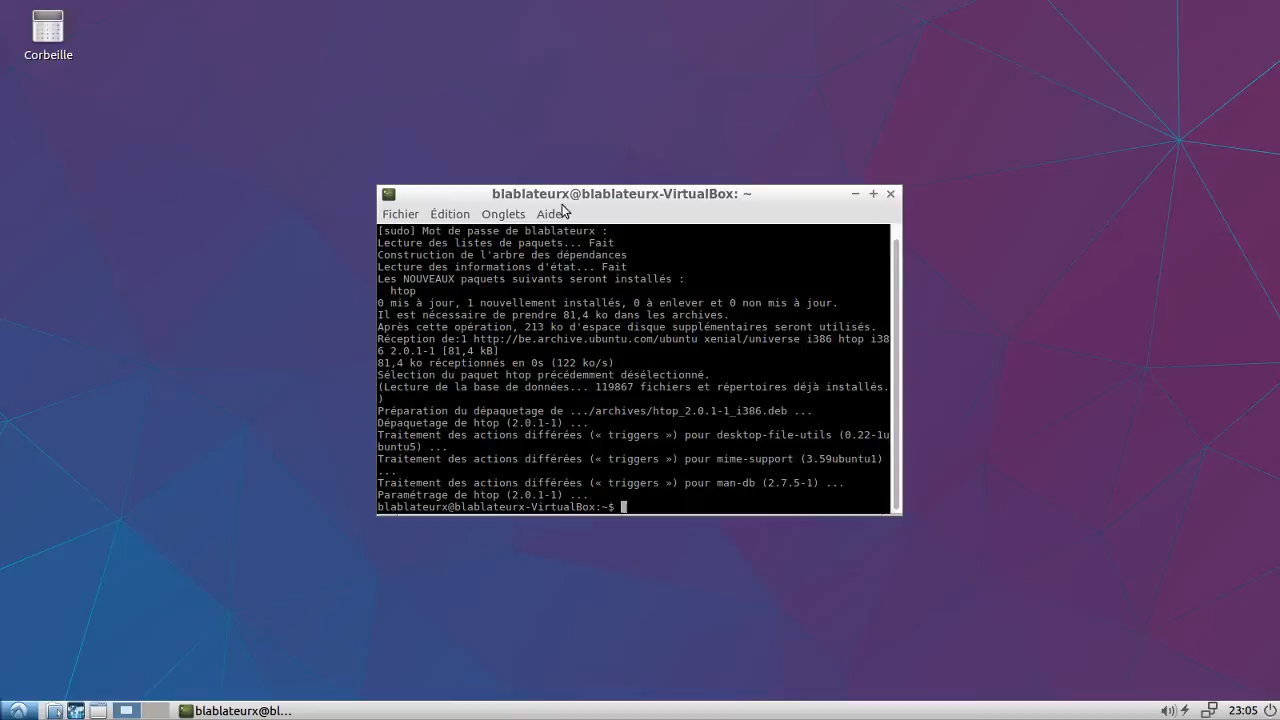 Corbeille
blablateurx@blablateurx-VirtualBox: ~
Fichier Édition Onglets Aide
[sudo] Mot de passe de blablateurx :
Lecture des listes de paquets... Fait
Construction de l'arbre des dépendances
Lecture des informations d'état... Fait
Les NOUVEAUX paquets suivants seront installés :
htop
0 mis à jour, 1 nouvellement installés, 0 à enlever et 0 non mis à jour.
Il est nécessaire de prendre 81,4 ko dans les archives.
Après cette opération, 213 ko d'espace disque supplémentaires seront utilisés.
Réception de:1 http://be.archive.ubuntu.com/ubuntu xenial/universe i386 htop i38
6 2.0.1-1 [81,4 kB]
81,4 ko réceptionnés en 0s (122 ko/s)
Sélection du paquet htop précédemment désélectionné.
(Lecture de la base de données... 119867 fichiers et répertoires déjà installés.
)
Préparation du dépaquetage de .../archives/htop_2.0.1-1_i386.deb ...
Dépaquetage de htop (2.0.1-1) ...
Traitement des actions différées (« triggers ») pour desktop-file-utils (0.22-1u
buntu5) ...
Traitement des actions différées (« triggers ») pour mime-support (3.59ubuntu1)
...
Traitement des actions différées (« triggers ») pour man-db (2.7.5-1) ...
Paramétrage de htop (2.0.1-1) ...
blablateurx@blablateurx-VirtualBox:~$
blablateurx@bl...
23:05